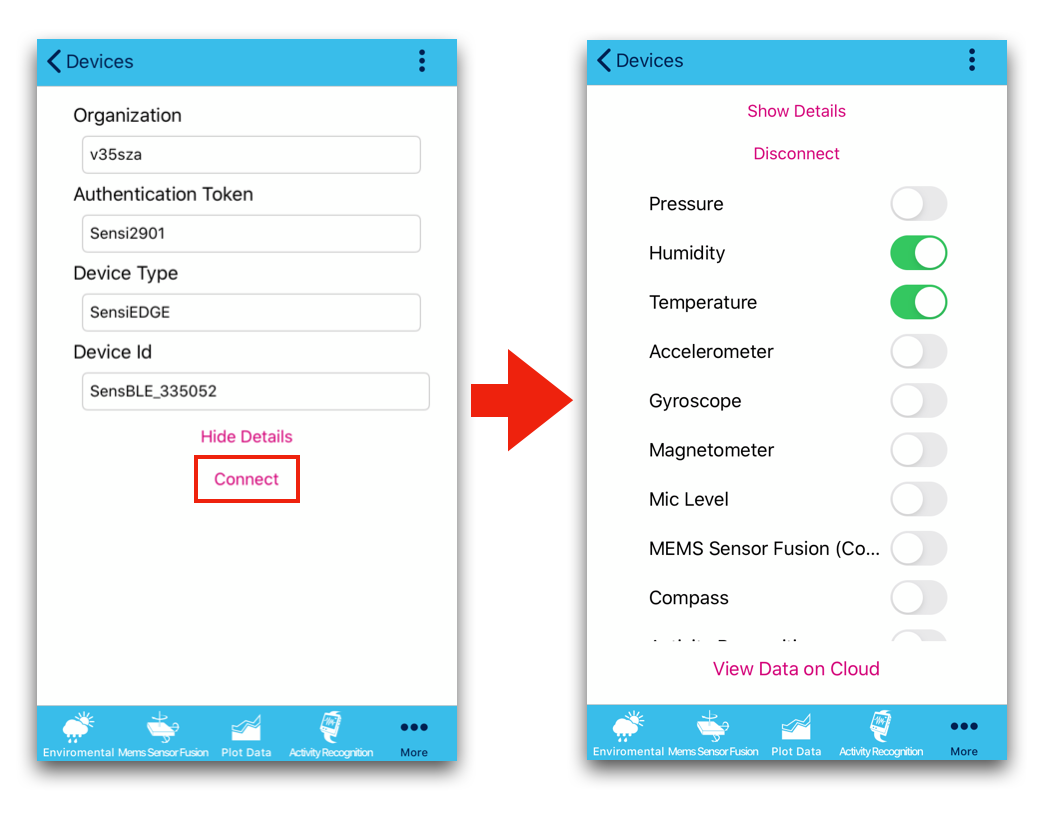 Devices
Organization
v35sza
Authentication Token
Sensi2901
Device Type
SensiEDGE
Device Id
SensBLE_335052
Hide Details
Connect
Enviromental Mems Sensor Fusion Plot Data Activity Recognition More
Devices
Show Details
Disconnect
Pressure
Humidity
Temperature
Accelerometer
Gyroscope
Magnetometer
Mic Level
MEMS Sensor Fusion (Co...
Compass
View Data on Cloud
Enviromental Mems Sensor Fusion Plot Data Activity Recognition More